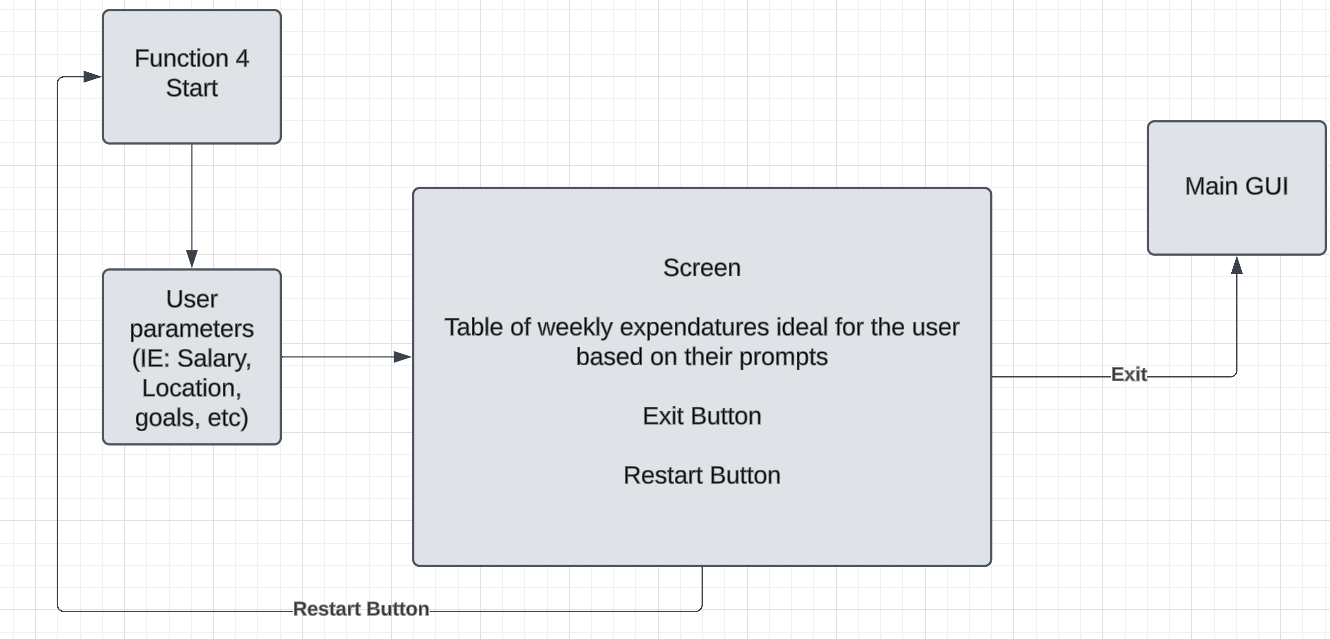 Function 4
Start
Main GUI
User
parameters
(IE: Salary,
Location,
goals, etc)
Screen
Table of weekly expendatures ideal for the user
based on their prompts
Exit Button
Restart Button
Exit
Restart Button